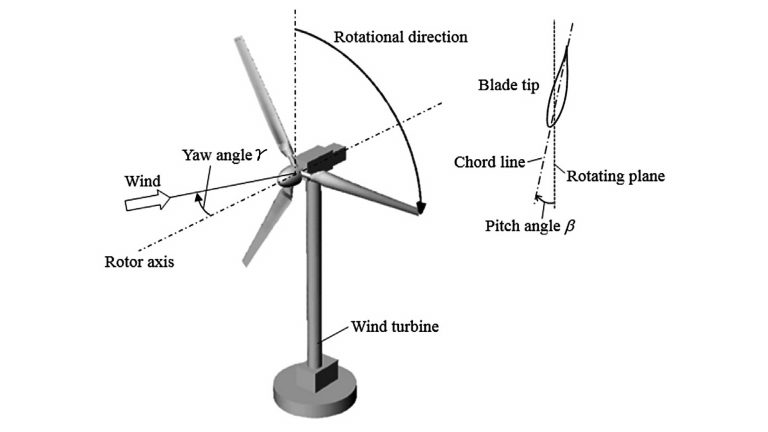 Rotational direction
Blade tip
Yaw angle γ
Chord line
Wind
Rotating plane
Pitch angle β
Rotor axis
Wind turbine